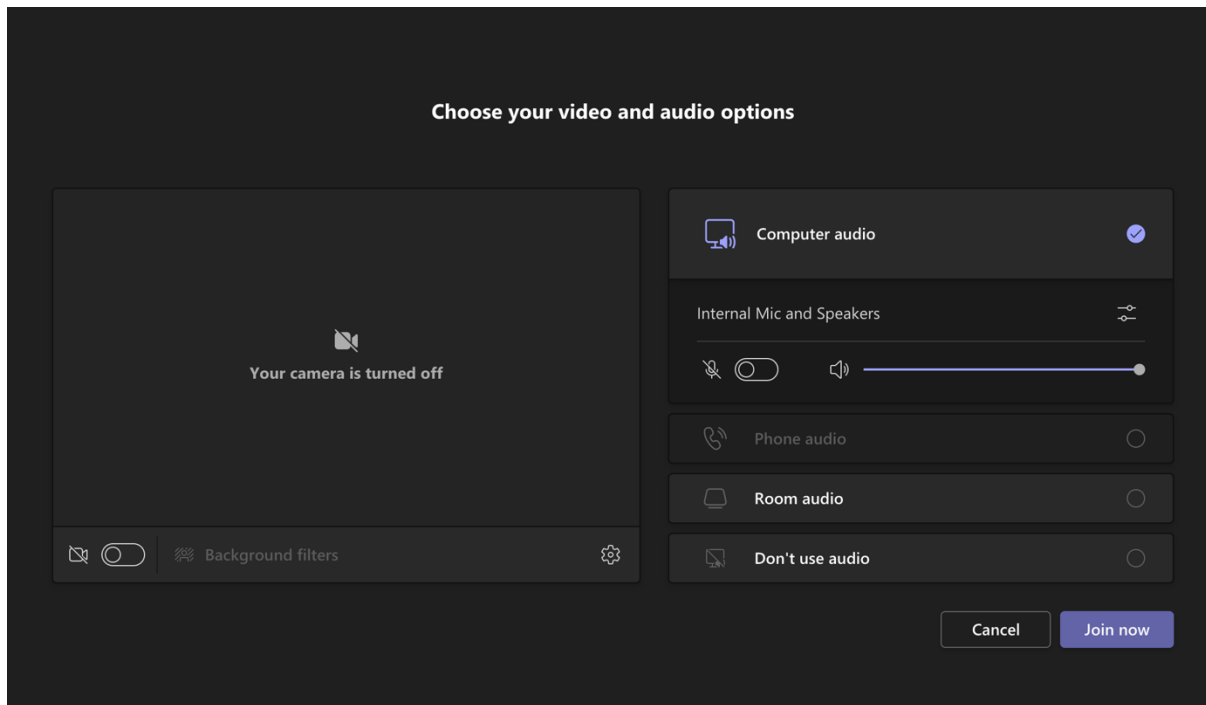 Choose your video and audio options
Your camera is turned off
Background filters
Computer audio
Internal Mic and Speakers
Phone audio
Room audio
Don't use audio
Cancel
Join now